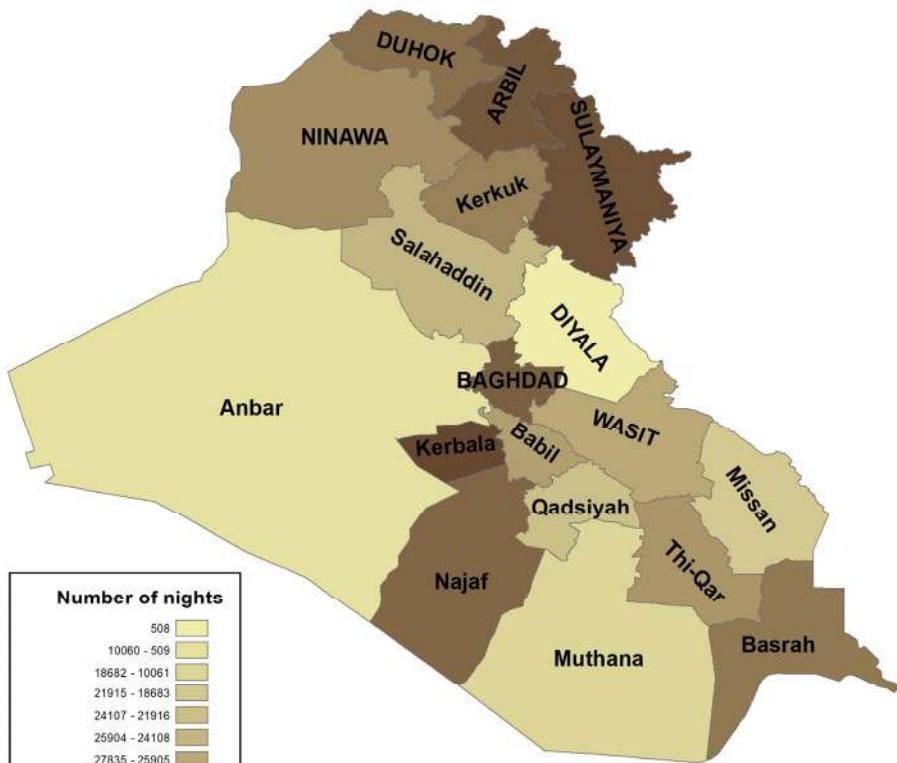 DUHOK
ARBIL
SULAYMANIYA
NINAWA
Kerkuk
Salahaddin
DIYALA
BAGHDAD
Anbar
WASIT
Babil
Kerbala
Missan
Qadsiyah
Thi-Qar
Najaf
Basrah
Muthana
Number of nights
508
10060 - 509
18682 - 10061
21915 - 18683
24107 - 21916
25904 - 24108
27835 - 25905